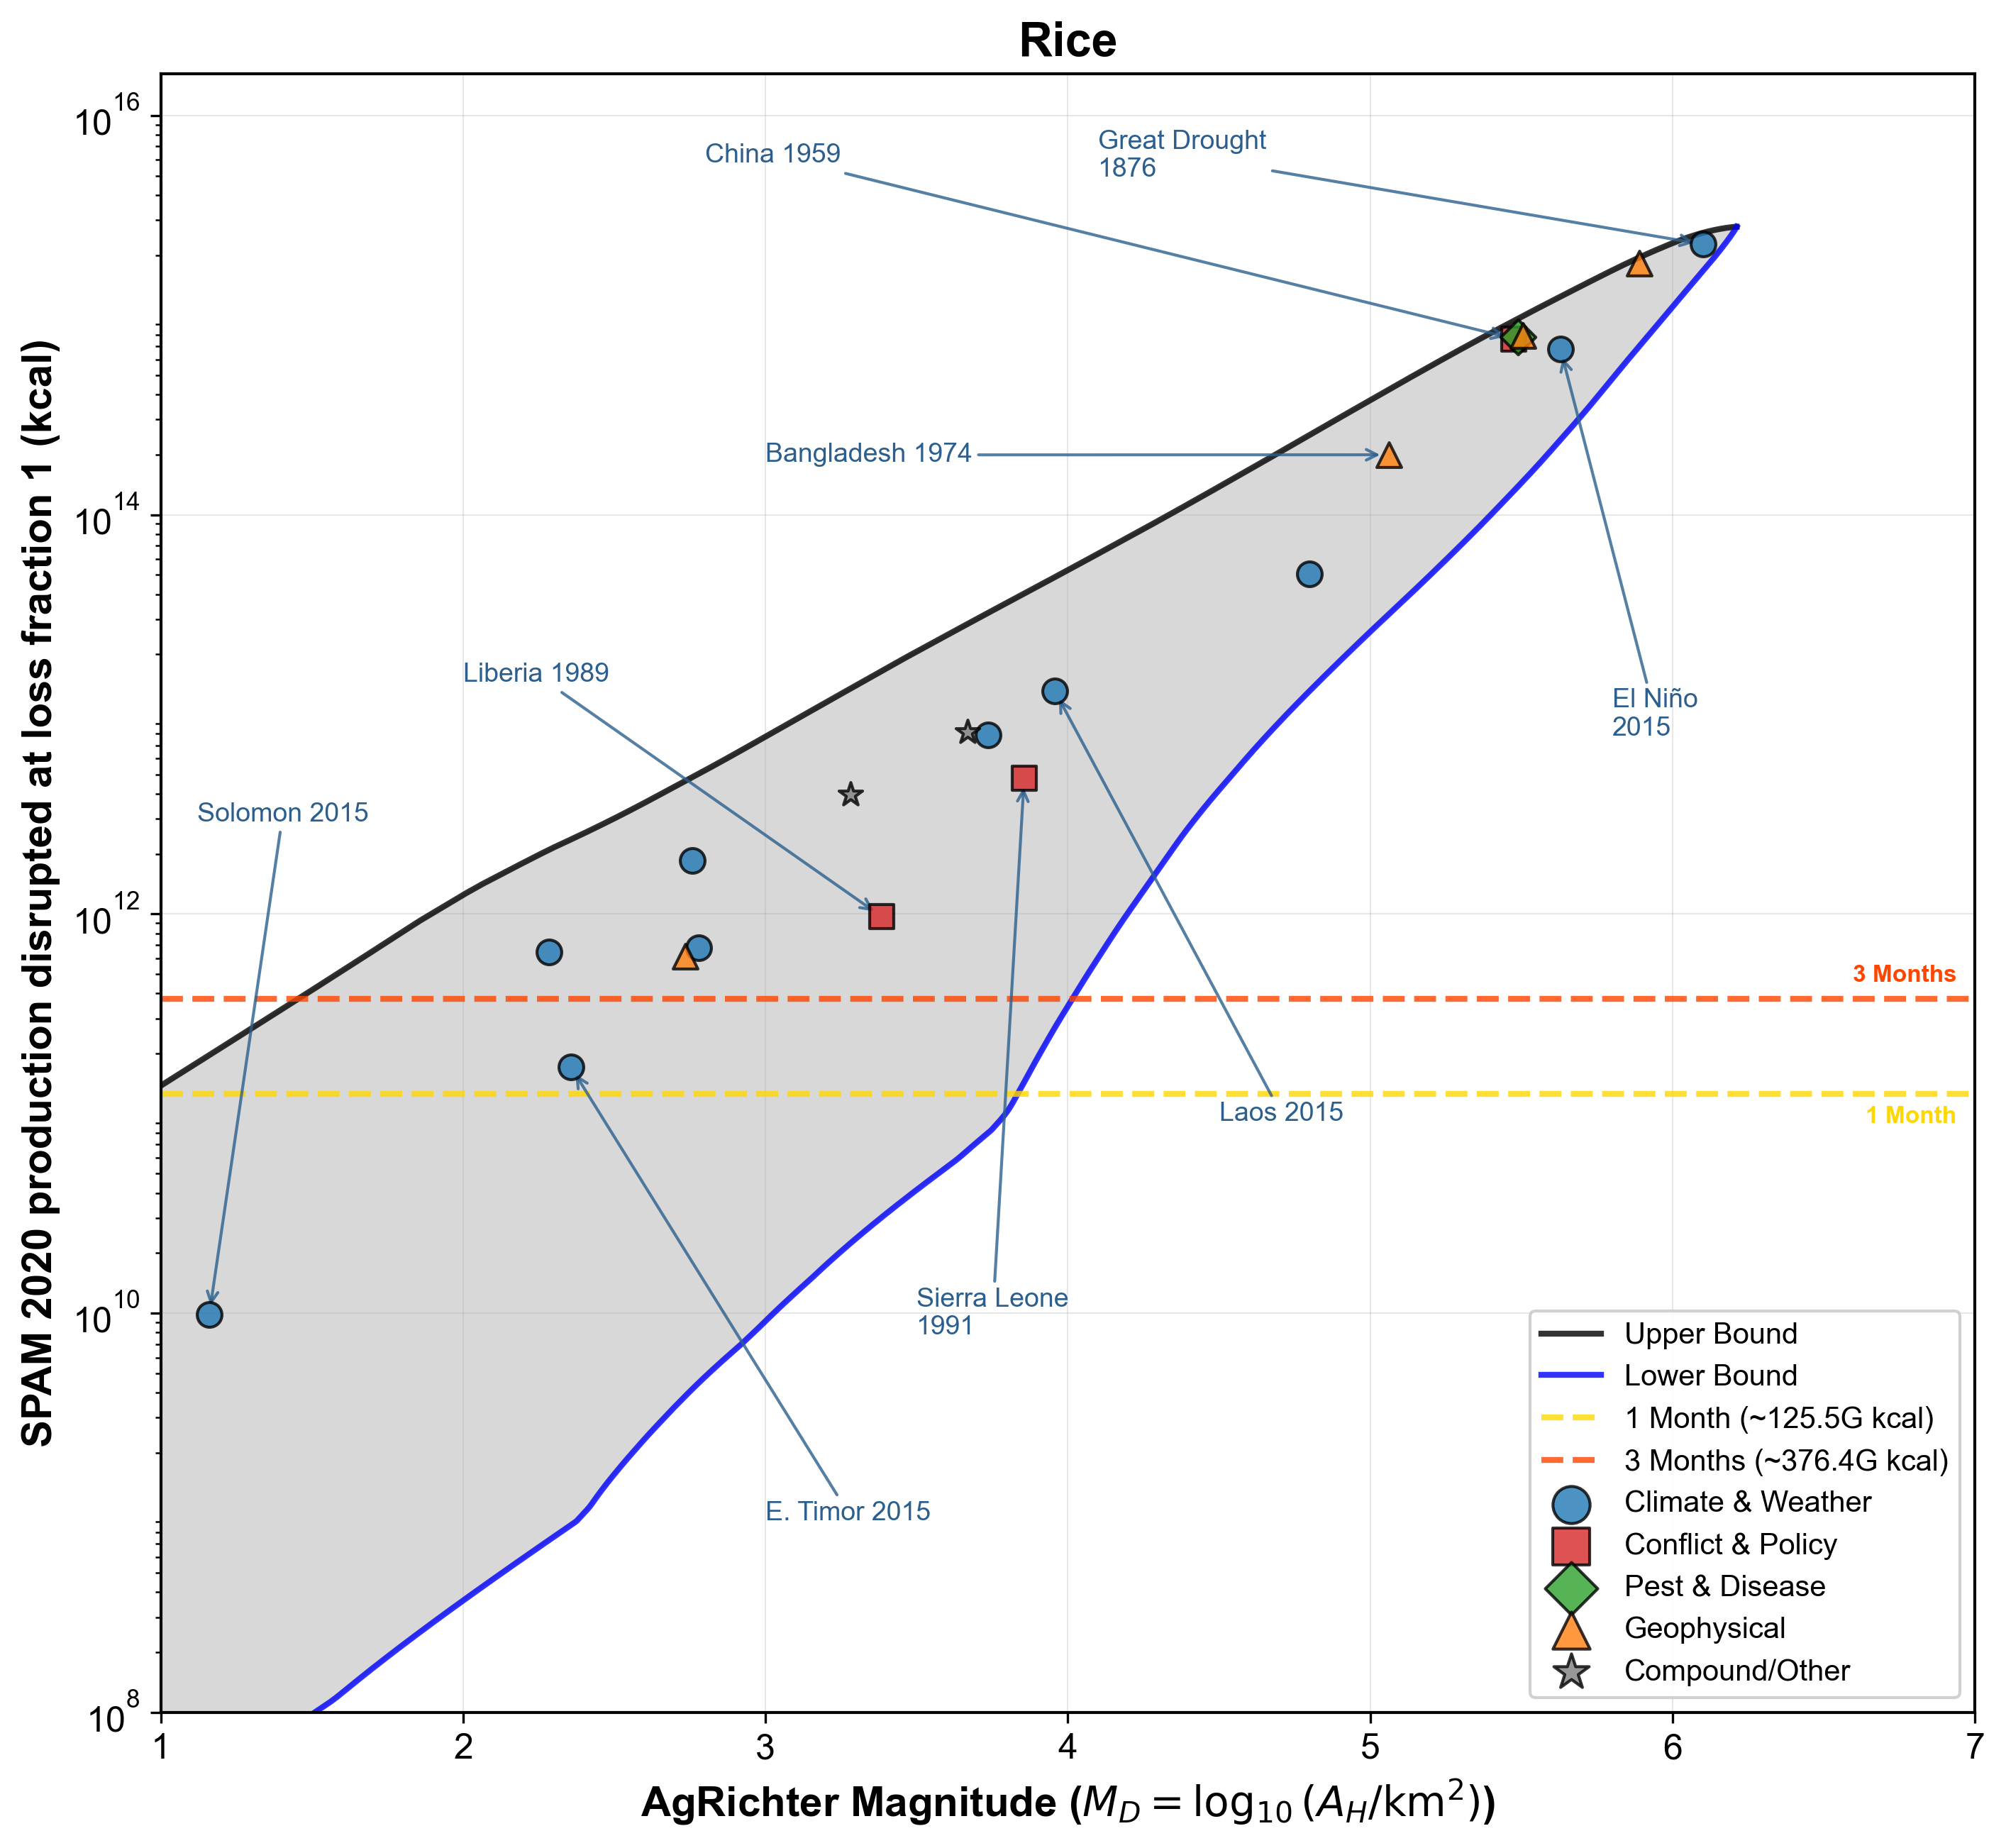 Rice
SPAM 2020 production disrupted at loss fraction 1 (kcal)
10^16
10^14
10^12
10^10
10^8
China 1959
Great Drought
1876
Bangladesh 1974
Liberia 1989
El Niño
2015
Solomon 2015
3 Months
Laos 2015
1 Month
Sierra Leone
1991
E. Timor 2015
Upper Bound
Lower Bound
1 Month (~125.5G kcal)
3 Months (~376.4G kcal)
Climate & Weather
Conflict & Policy
Pest & Disease
Geophysical
Compound/Other
1 2 3 4 5 6 7
AgRichter Magnitude (M_D = log_10(A_H/km^2))